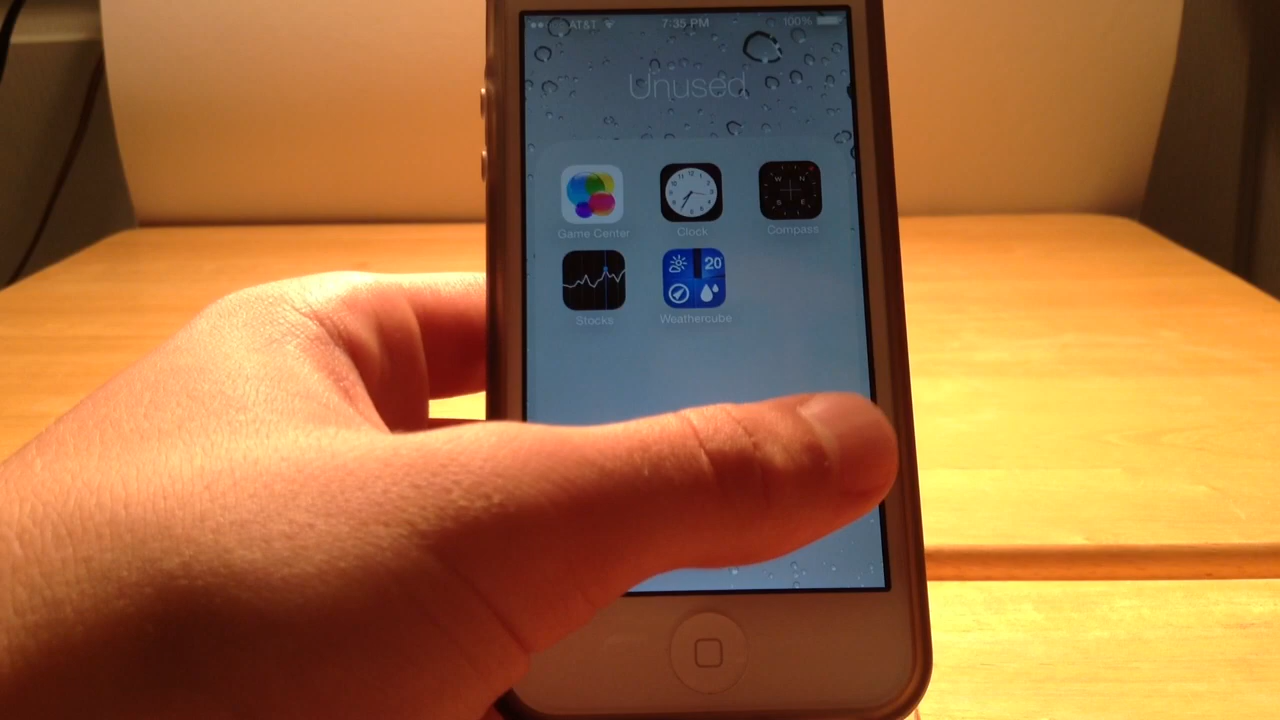 AT&T 7:35 PM 100%
Unused
Game Center Clock Compass
20
Stocks Weathercube